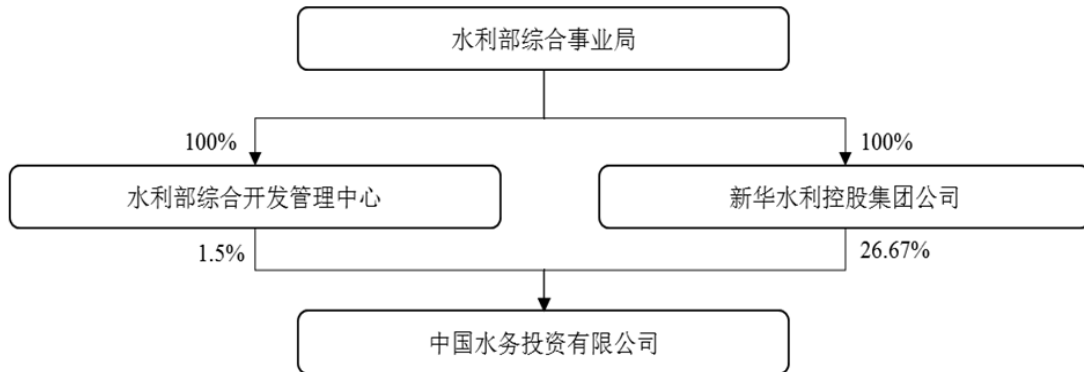 水利部综合事业局
100%
100%
水利部综合开发管理中心
新华水利控股集团公司
1.5%
26.67%
中国水务投资有限公司